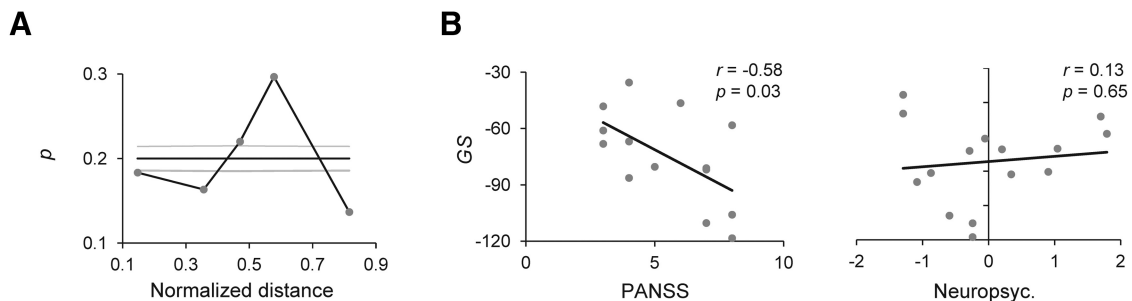 A
p
0.3
0.2
0.1
0.1 0.3 0.5 0.7 0.9
Normalized distance
B
GS
-30
-60
-90
-120
r = -0.58
p = 0.03
0 5 10
PANSS
r = 0.13
p = 0.65
-2 -1 0 1 2
Neuropsyc.